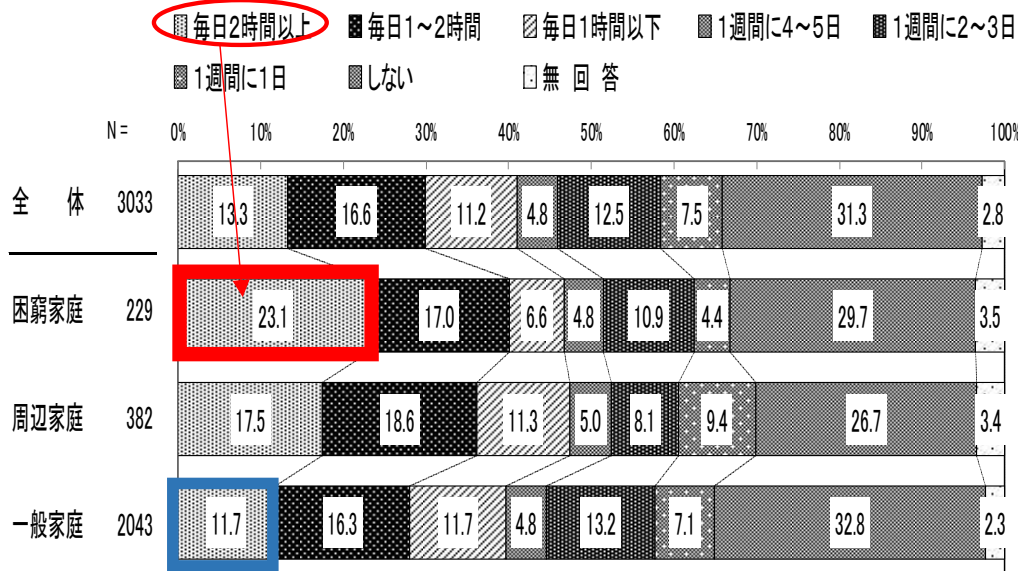 毎日2時間以上 毎日1～2時間 毎日1時間以下 1週間に4～5日 1週間に2～3日
1週間に1日 しない 無 回 答
N = 0% 10% 20% 30% 40% 50% 60% 70% 80% 90% 100%
全 体 3033 13.3 16.6 11.2 4.8 12.5 7.5 31.3 2.8
困窮家庭 229 23.1 17.0 6.6 4.8 10.9 4.4 29.7 3.5
周辺家庭 382 17.5 18.6 11.3 5.0 8.1 9.4 26.7 3.4
一般家庭 2043 11.7 16.3 11.7 4.8 13.2 7.1 32.8 2.3